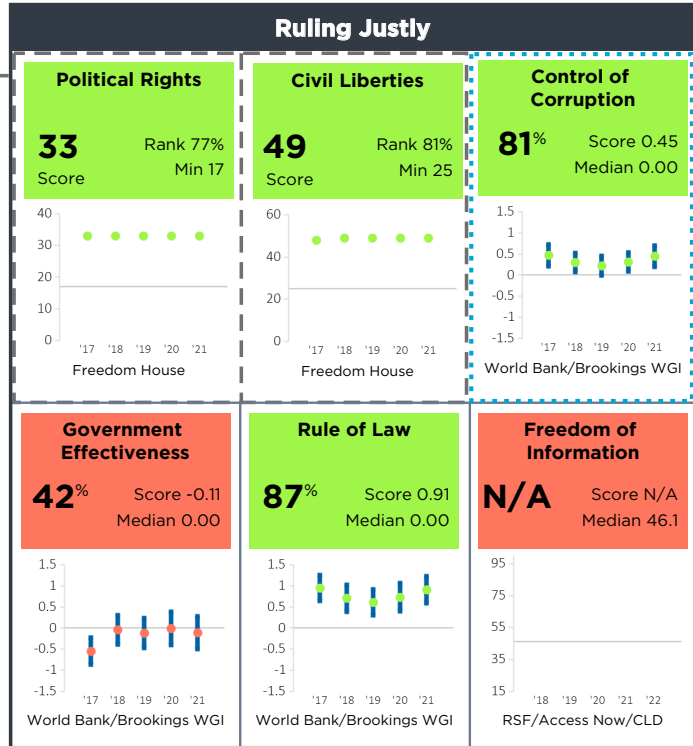 Ruling Justly
Political Rights
33
Score
Rank 77%
Min 17
40
30
20
10
0
'17 '18 '19 '20 '21
Freedom House
Civil Liberties
49
Score
Rank 81%
Min 25
60
40
20
0
'17 '18 '19 '20 '21
Freedom House
Control of
Corruption
81%
Score 0.45
Median 0.00
1.5
1
0.5
0
-0.5
-1
-1.5
'17 '18 '19 '20 '21
World Bank/Brookings WGI
Government
Effectiveness
42%
Score -0.11
Median 0.00
1.5
1
0.5
0
-0.5
-1
-1.5
'17 '18 '19 '20 '21
World Bank/Brookings WGI
Rule of Law
87%
Score 0.91
Median 0.00
1.5
1
0.5
0
-0.5
-1
-1.5
'17 '18 '19 '20 '21
World Bank/Brookings WGI
Freedom of
Information
N/A
Score N/A
Median 46.1
95
75
55
35
15
'18 '19 '20 '21 '22
RSF/Access Now/CLD